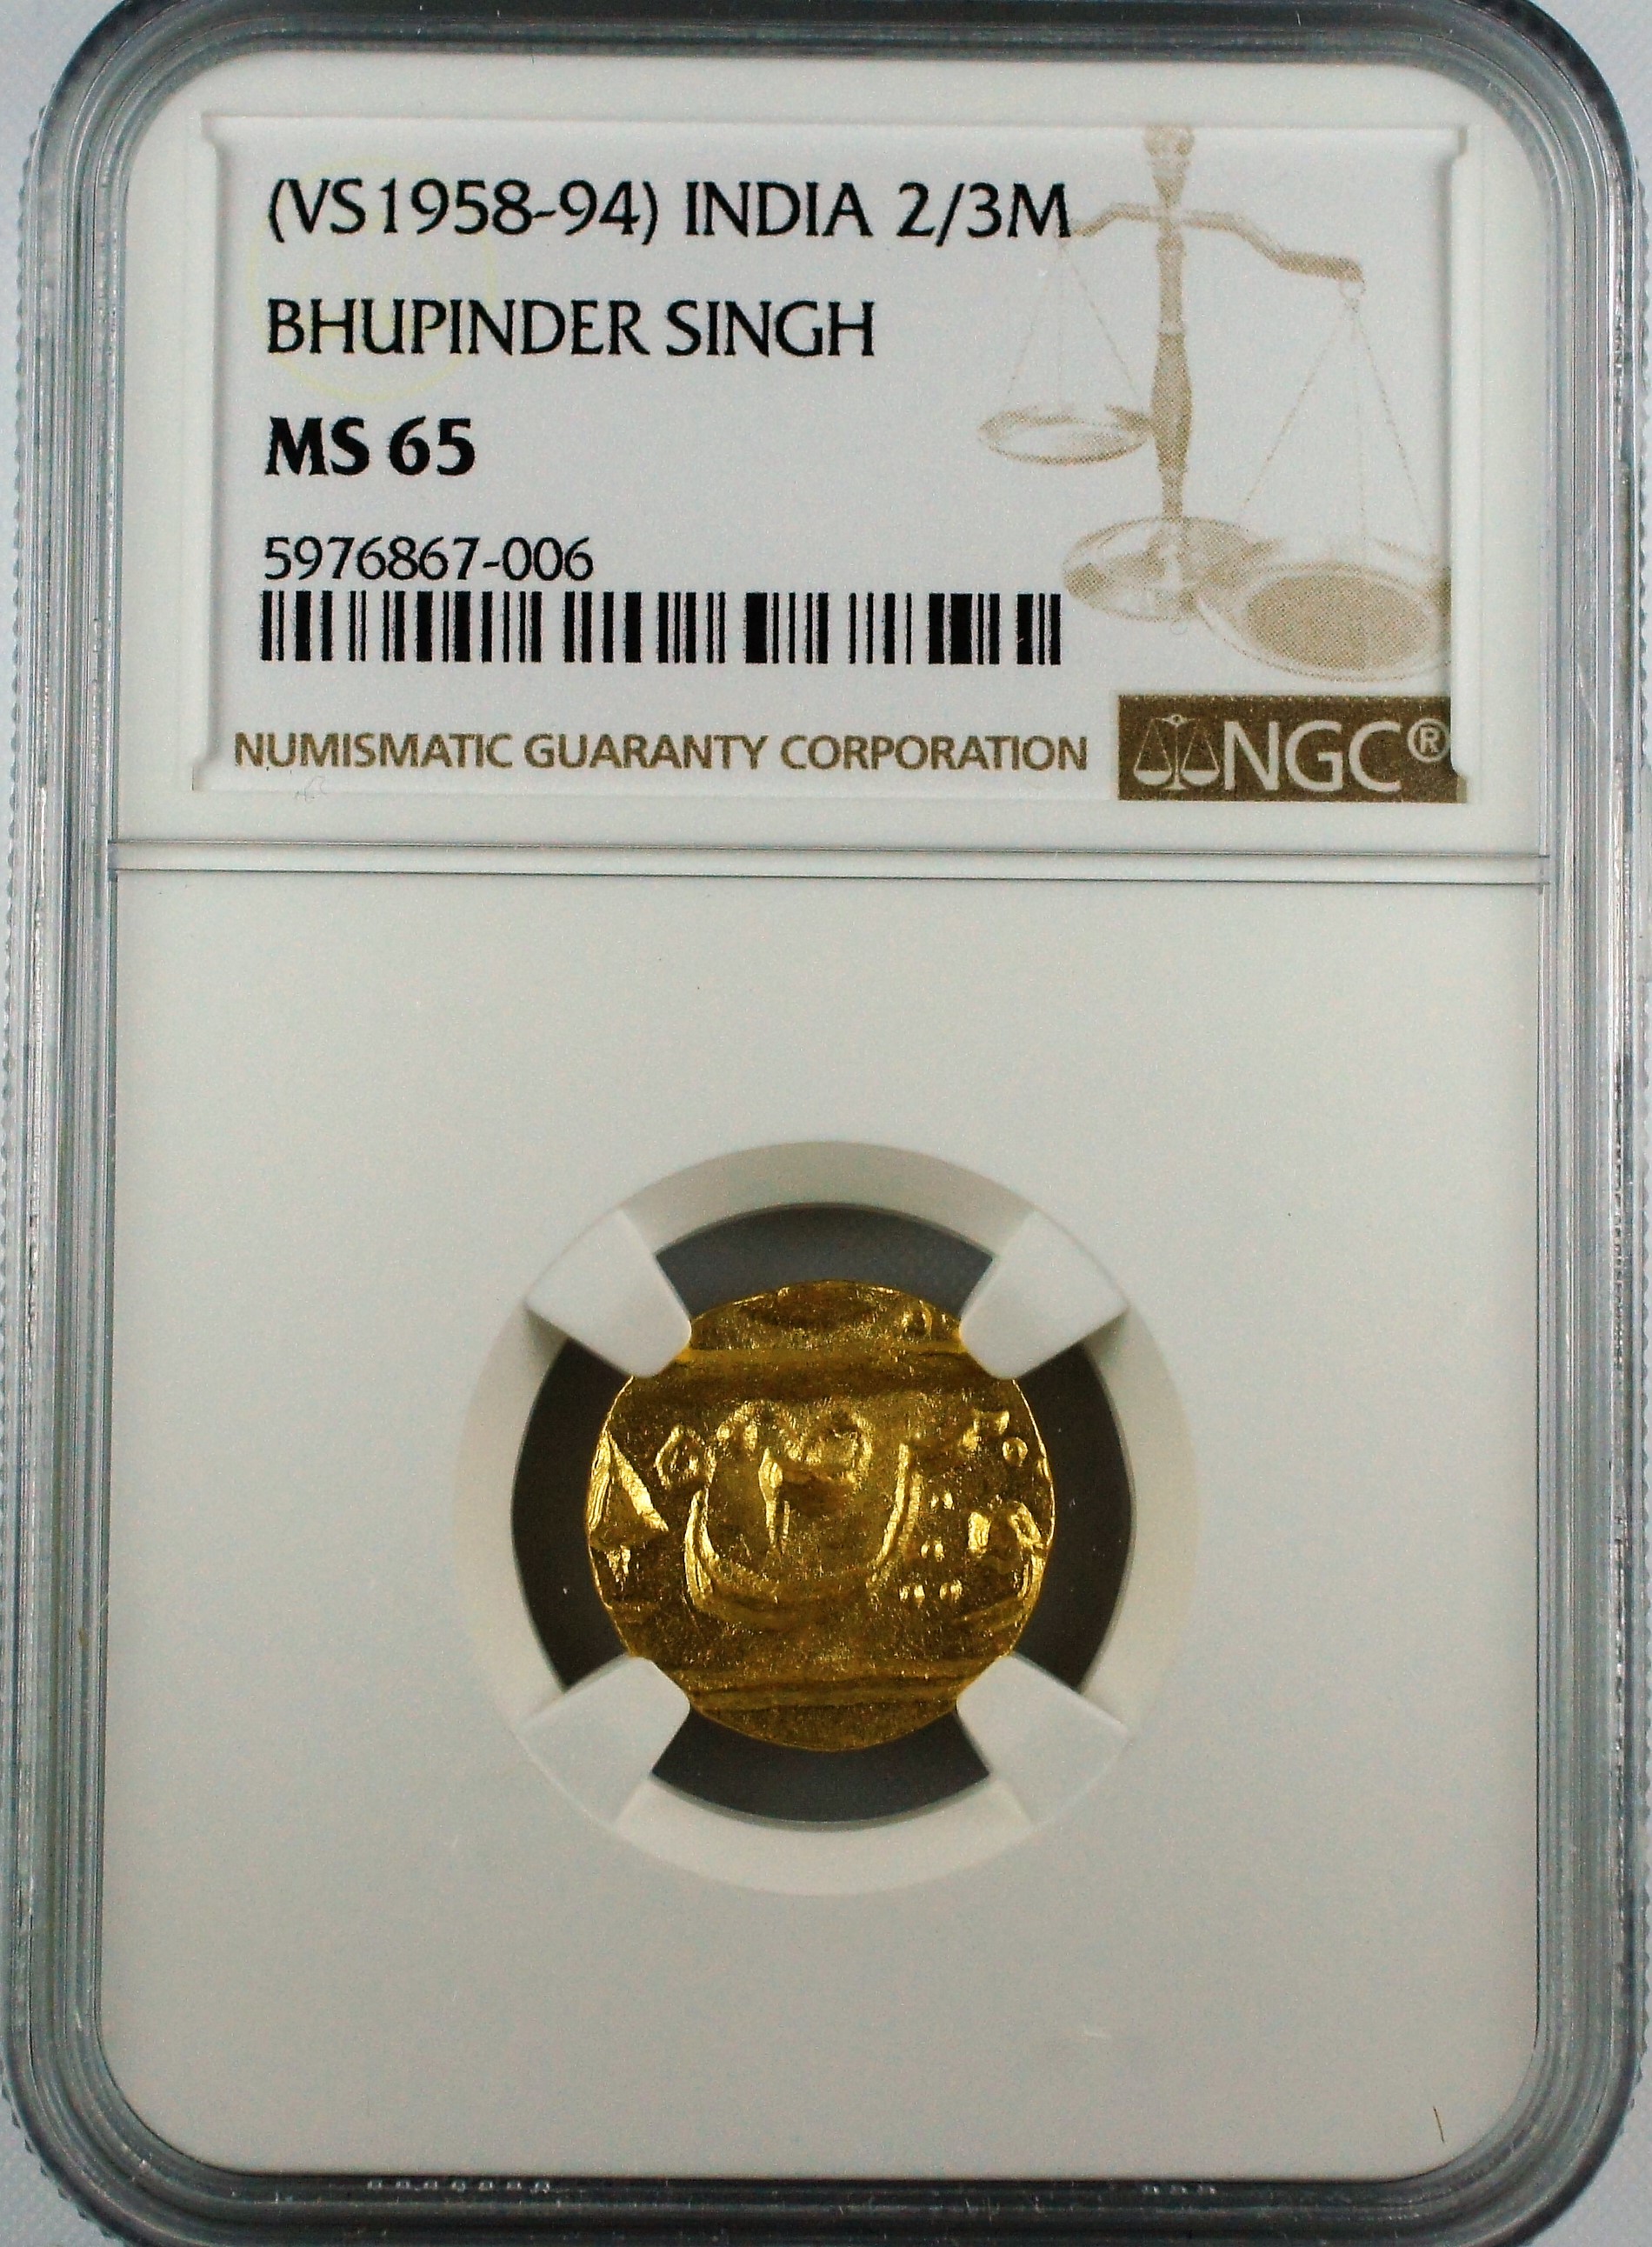 (VS1958-94) INDIA 2/3M
BHUPINDER SINGH
MS 65
5976867-006
NUMISMATIC GUARANTY CORPORATION
NGC®